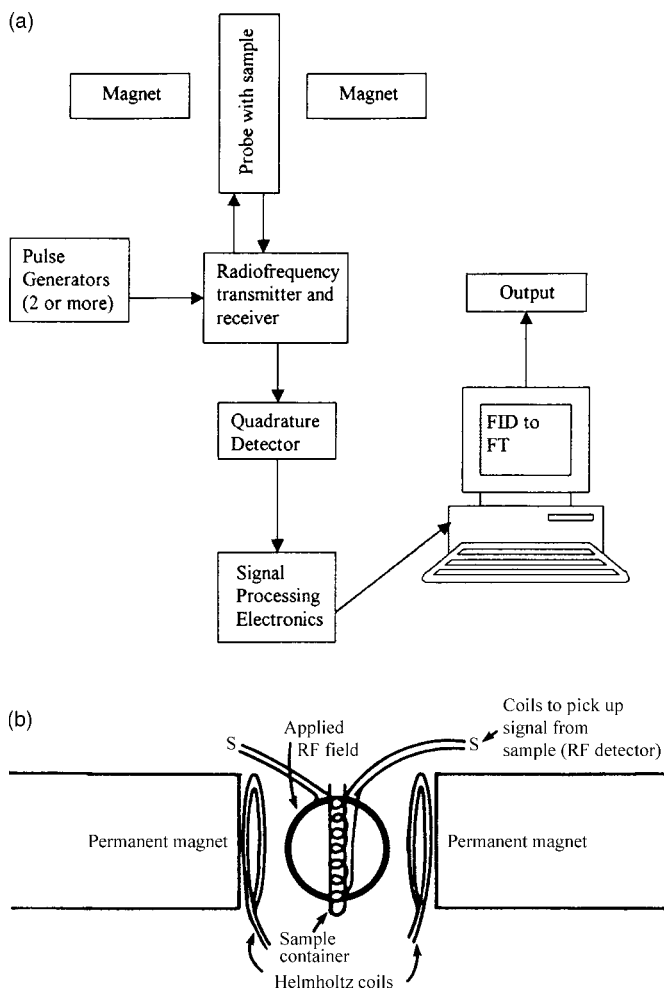 (a)
Magnet
Probe with sample
Magnet
Pulse
Generators
(2 or more)
Radiofrequency
transmitter and
receiver
Output
Quadrature
Detector
FID to
FT
Signal
Processing
Electronics
(b)
Applied
RF field
Coils to pick up
signal from
sample (RF detector)
S
S
Permanent magnet
Permanent magnet
Sample
container
Helmholtz coils